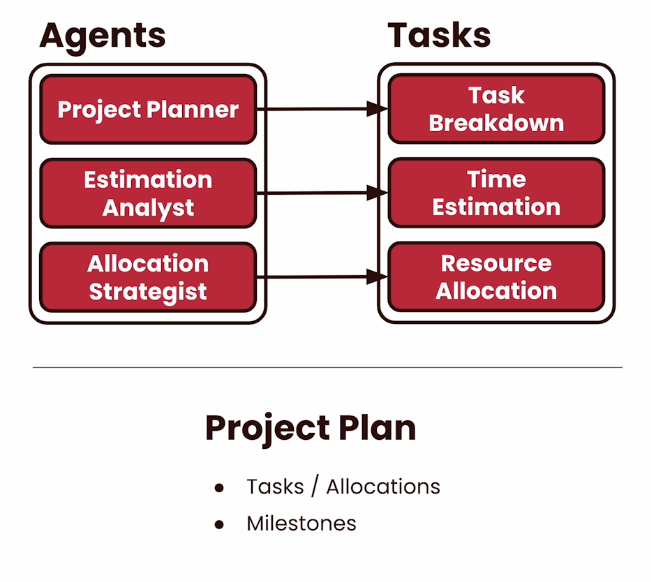 Agents
Tasks
Project Planner
Task
Breakdown
Estimation
Analyst
Time
Estimation
Allocation
Strategist
Resource
Allocation
Project Plan
● Tasks / Allocations
● Milestones